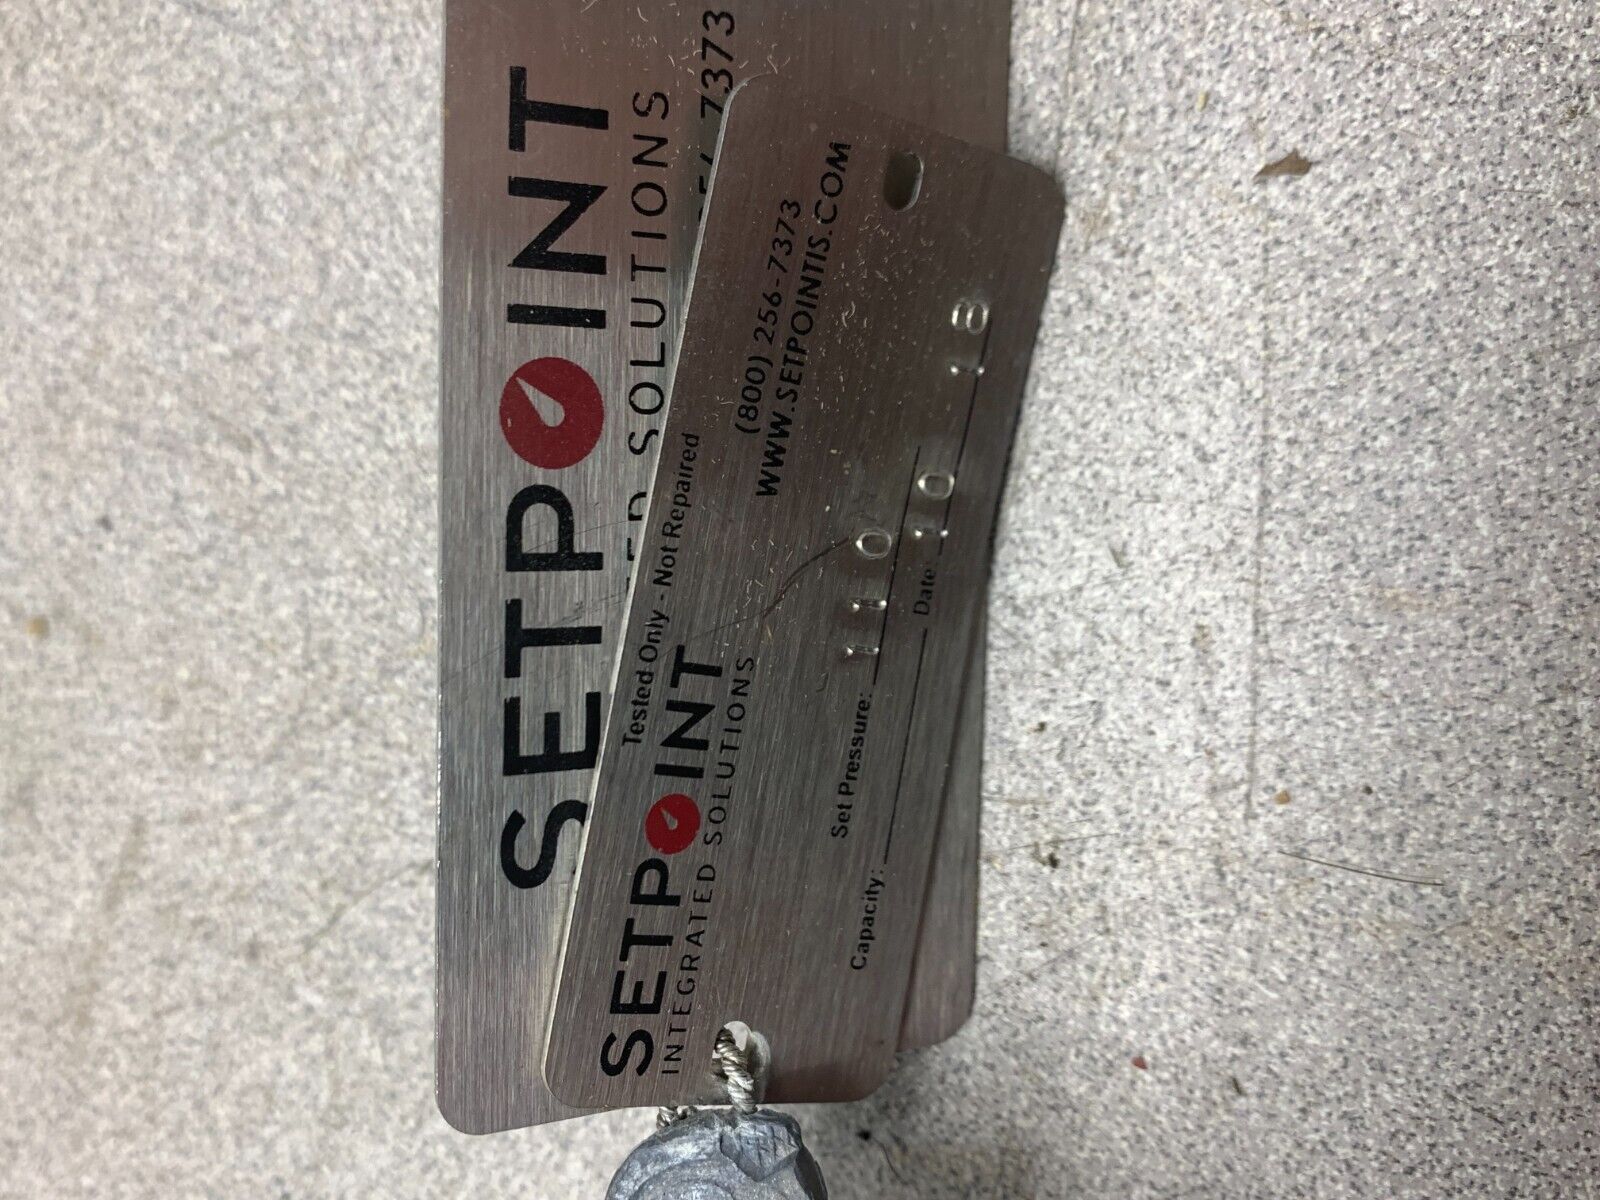 SETPOINT
SOLUTIONS
7373
Tested Only - Not Repaired
SETPOINT
INTEGRATED SOLUTIONS
(800) 256-7373
WWW.SETPOINTIS.COM
Set Pressure: 110
Capacity: Date: 10 18